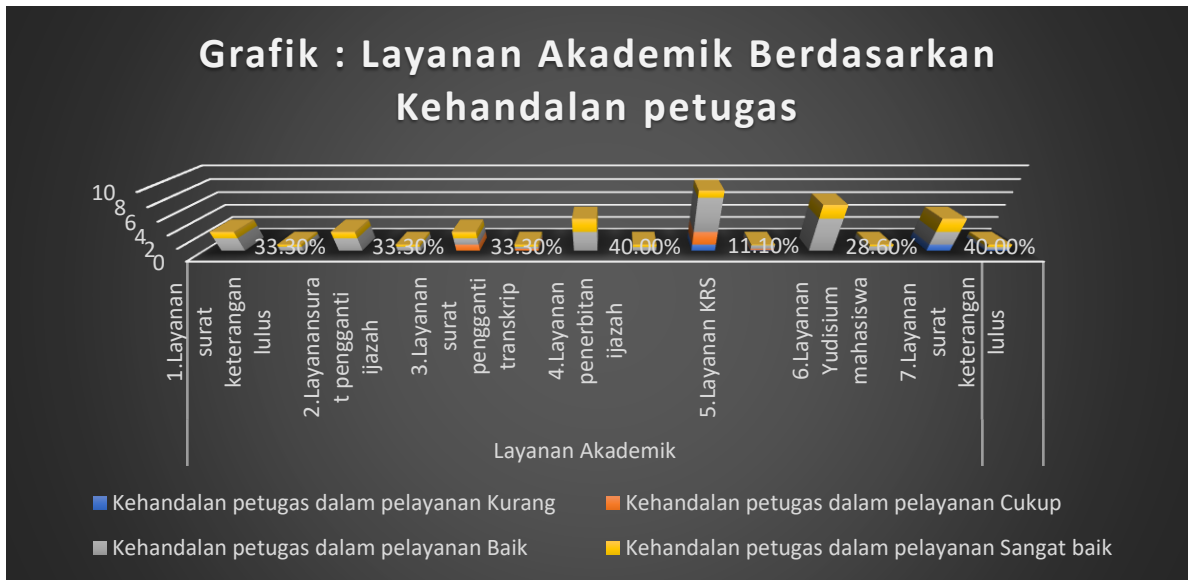 Grafik : Layanan Akademik Berdasarkan
Kehandalan petugas
10
8
6
4
2
0
33.30%
33.30%
33.30%
40.00%
11.10%
28.60%
40.00%
1.Layanan
surat
keterangan
lulus
2.Layanansura
t pengganti
ijazah
3.Layanan
surat
pengganti
transkrip
4.Layanan
penerbitan
ijazah
5.Layanan KRS
6.Layanan
Yudisium
mahasiswa
7.Layanan
surat
keterangan
lulus
Layanan Akademik
Kehandalan petugas dalam pelayanan Kurang
Kehandalan petugas dalam pelayanan Cukup
Kehandalan petugas dalam pelayanan Baik
Kehandalan petugas dalam pelayanan Sangat baik